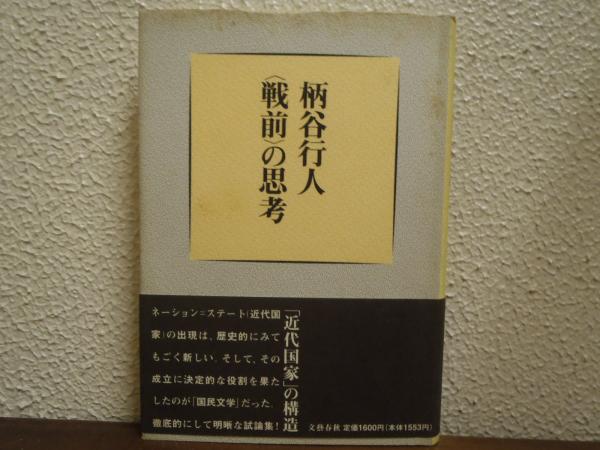 柄谷行人
〈戦前〉の思考
「近代国家」の構造
ネーション=ステート(近代国
家)の出現は、歴史的にみて
もごく新しい。そして、その
成立に決定的な役割を果た
したのが「国民文学」だった。
徹底的にして明晰な試論集!
文藝春秋 定価1600円(本体1553円)